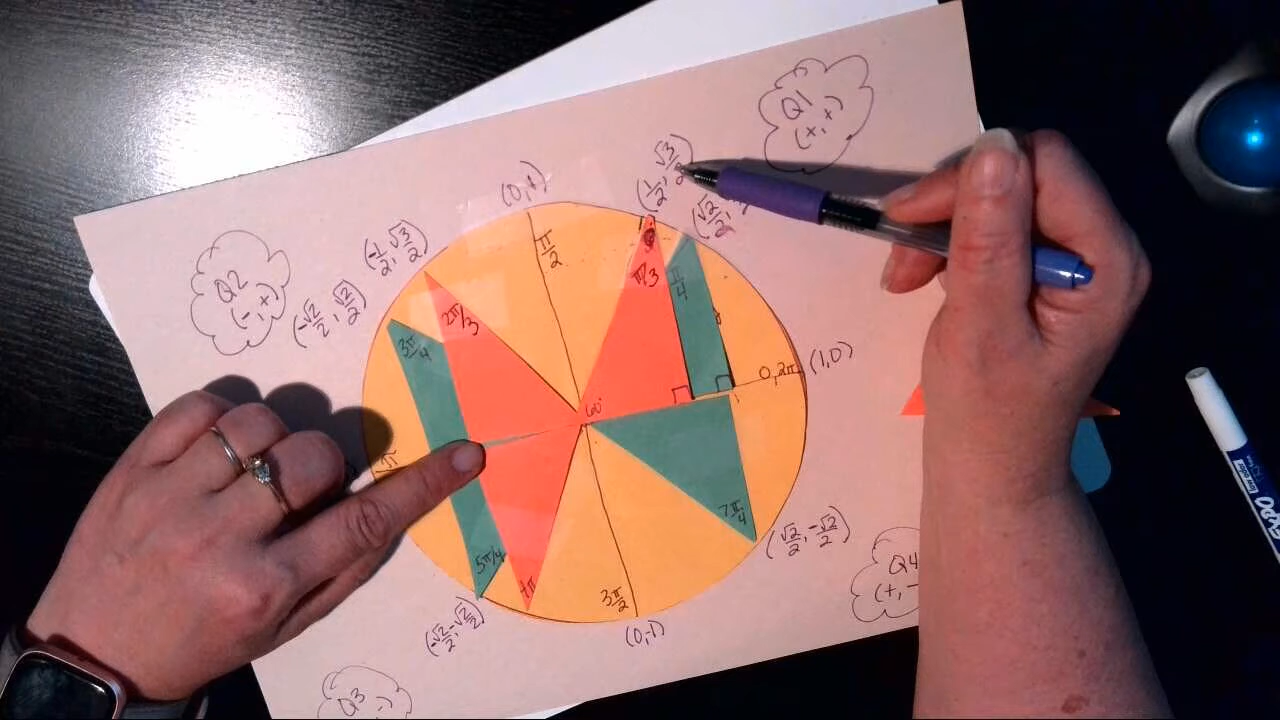 Q1
(+,+)
(1/2, √3/2)
(√2/2,
(0,1)
(-1/2, √3/2)
(-√2/2, √2/2)
Q2
(-,+)
π/2
π/3
π/4
2π/3
3π/4
60°
0,2π
(1,0)
7π/4
(√2/2, -√2/2)
5π/4
(-√2/2, -√2/2)
3π/2
(0,-1)
Q4
(+, -
Q3
EXPO
low odor